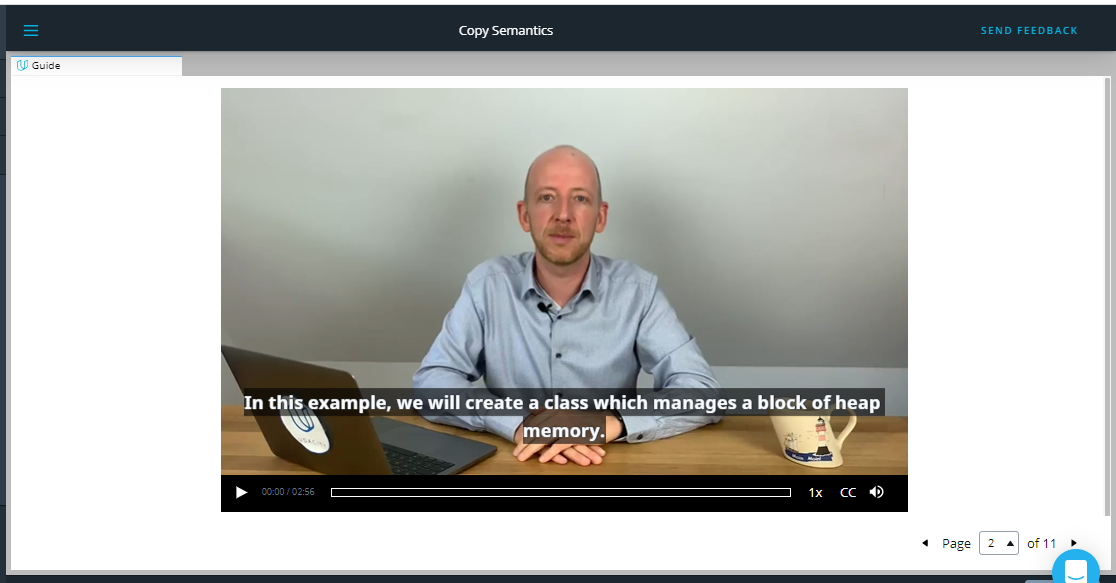 Copy Semantics
SEND FEEDBACK
Guide
In this example, we will create a class which manages a block of heap
memory.
00:00 / 02:56
1x
CC
Page
2
of 11